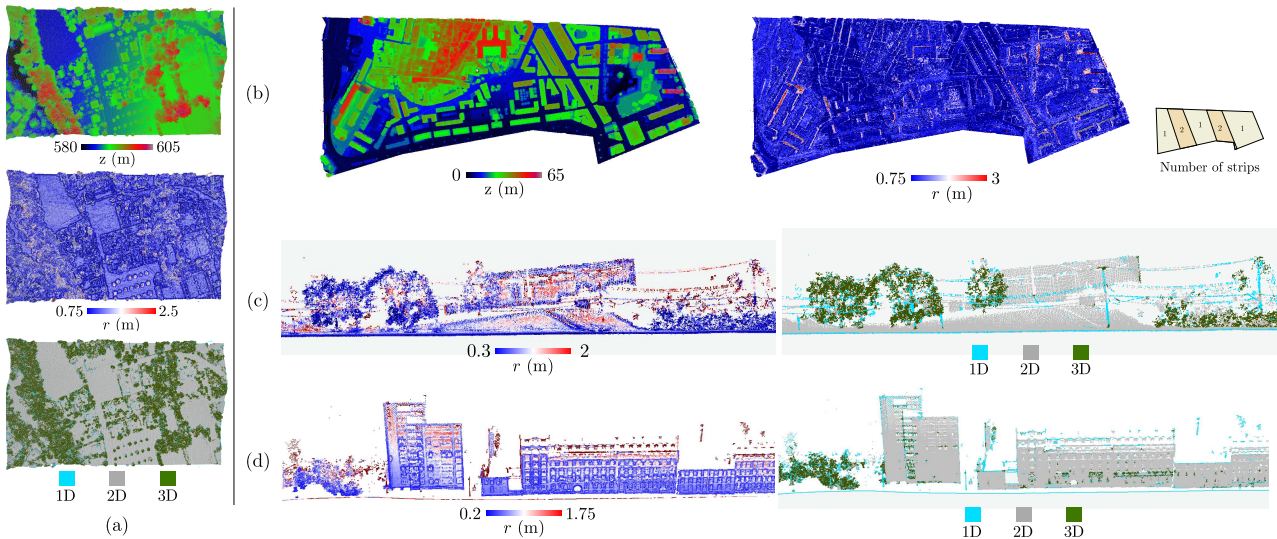 580 605
z (m)
0.75 2.5
r (m)
1D 2D 3D
(a)
(b)
0 65
z (m)
0.75 3
r (m)
1 2 1 2 1
Number of strips
(c)
0.3 2
r (m)
1D 2D 3D
(d)
0.2 1.75
r (m)
1D 2D 3D